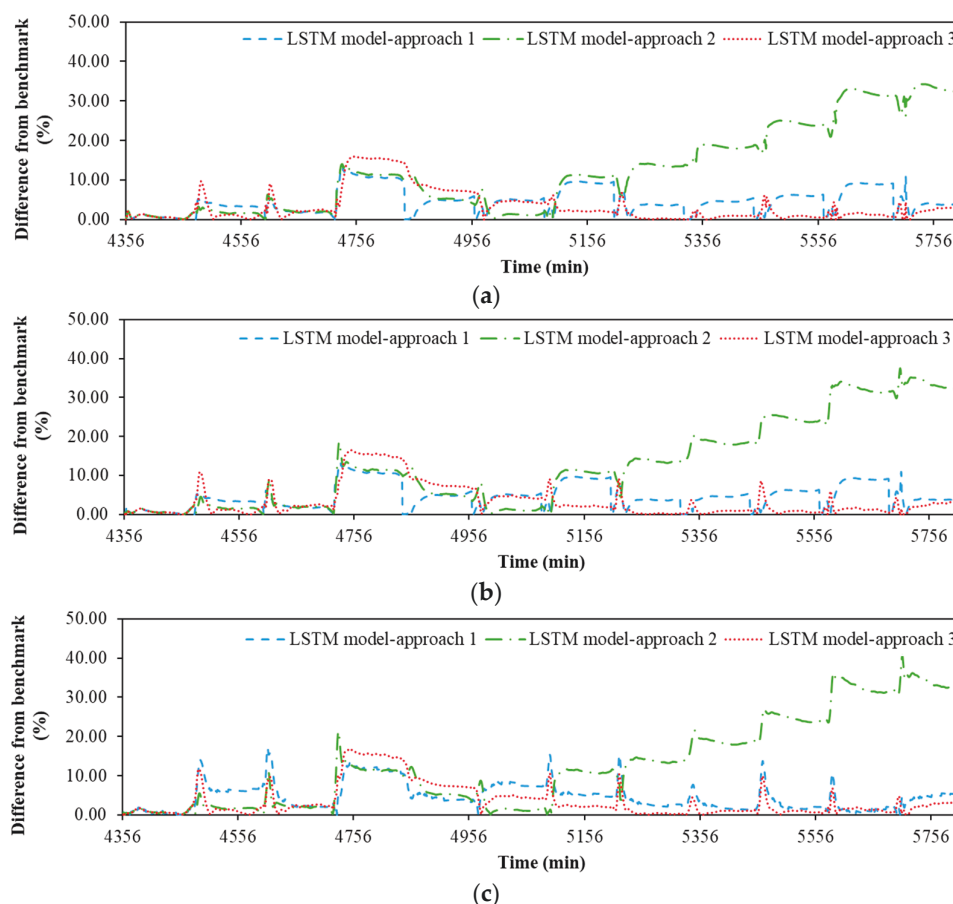 (a)
50.00
LSTM model-approach 1 LSTM model-approach 2 LSTM model-approach 3
40.00
30.00
20.00
10.00
0.00
Difference from benchmark
(%)
4356 4556 4756 4956 5156 5356 5556 5756
Time (min)
(a)
50.00
LSTM model-approach 1 LSTM model-approach 2 LSTM model-approach 3
40.00
30.00
20.00
10.00
0.00
Difference from benchmark
(%)
4356 4556 4756 4956 5156 5356 5556 5756
Time (min)
(b)
50.00
LSTM model-approach 1 LSTM model-approach 2 LSTM model-approach 3
40.00
30.00
20.00
10.00
0.00
Difference from benchmark
(%)
4356 4556 4756 4956 5156 5356 5556 5756
Time (min)
(c)